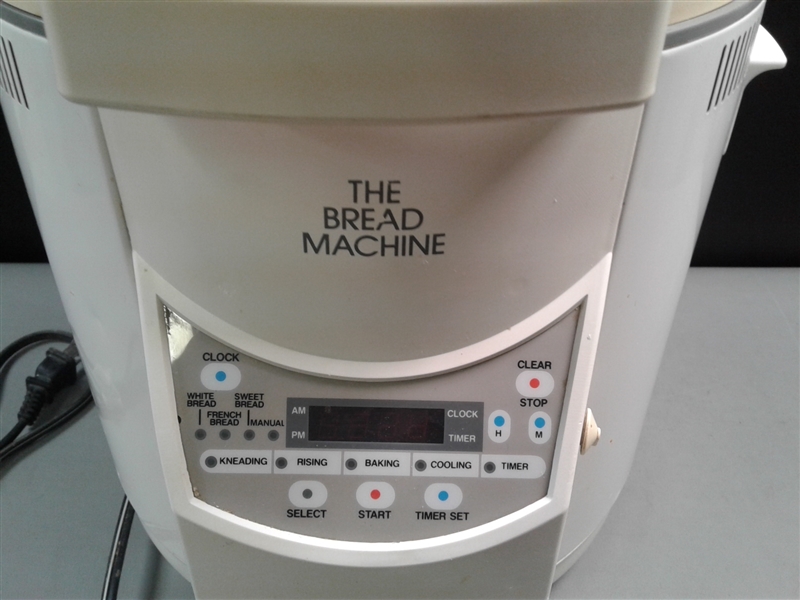 THE
BREAD
MACHINE
CLOCK
CLEAR
STOP
WHITE
BREAD
SWEET
BREAD
FRENCH
BREAD
MANUAL
AM
CLOCK
PM
TIMER
H
M
KNEADING
RISING
BAKING
COOLING
TIMER
SELECT
START
TIMER SET